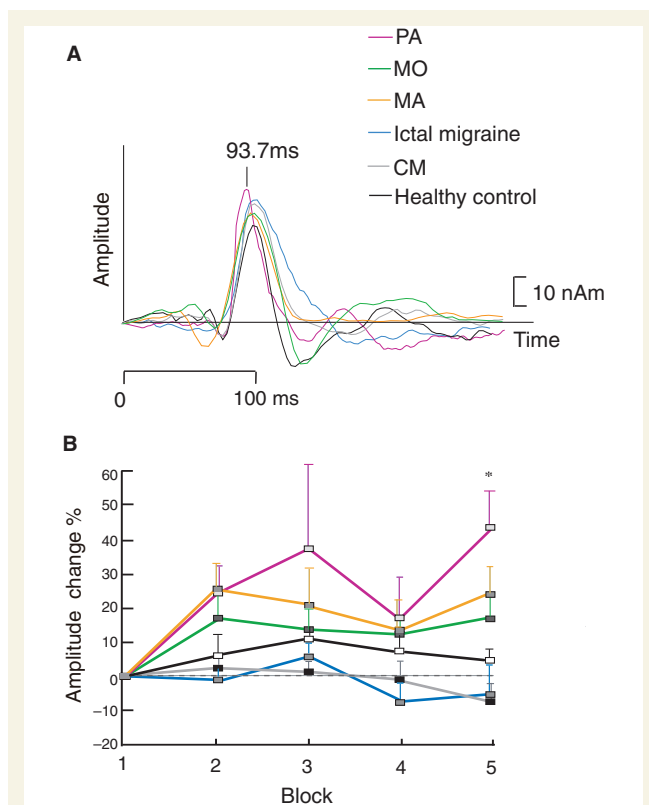 A
PA
MO
MA
Ictal migraine
CM
Healthy control
93.7ms
Amplitude
10 nAm
Time
0
100 ms
B
60
50
40
30
20
10
0
−10
−20
Amplitude change %
*
1 2 3 4 5
Block